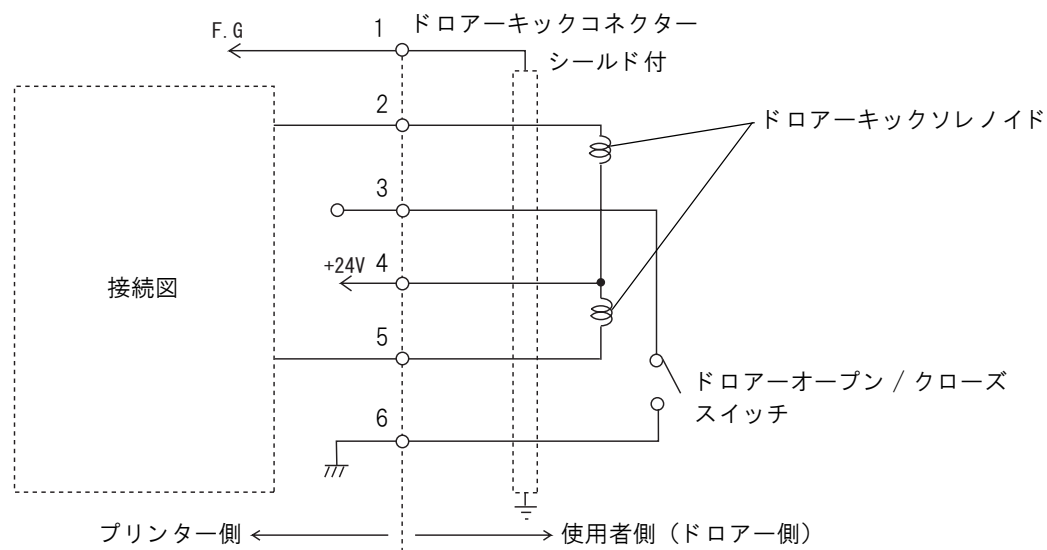 F.G
1
ドロアーキックコネクター
シールド付
2
ドロアーキックソレノイド
3
+24V
4
接続図
5
ドロアーオープン / クローズ
スイッチ
6
プリンター側
使用者側（ドロアー側）